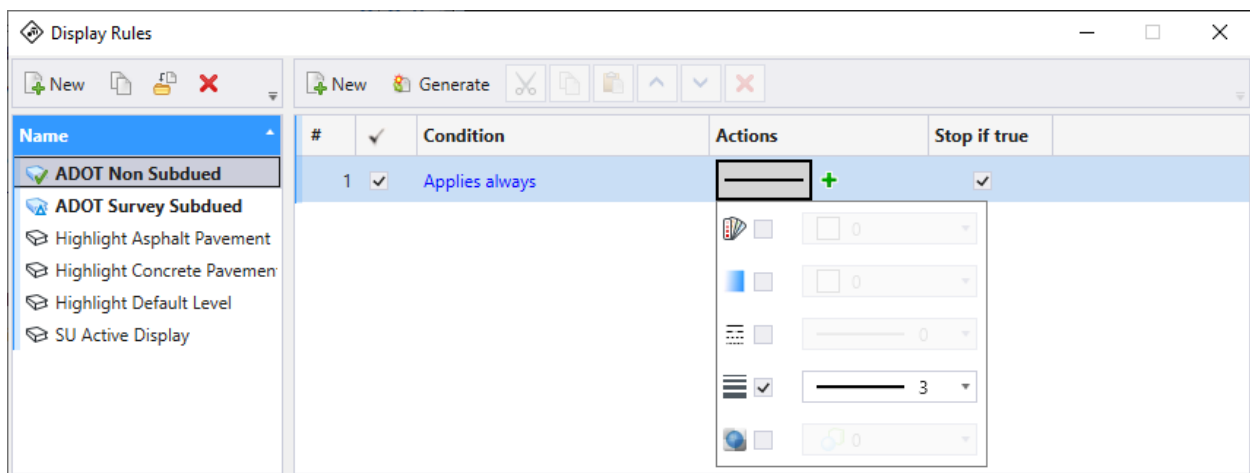 Display Rules
New
New Generate
Name
# Condition Actions Stop if true
ADOT Non Subdued
1 Applies always
ADOT Survey Subdued
Highlight Asphalt Pavement
0
Highlight Concrete Pavemen
Highlight Default Level
0
SU Active Display
0
3
0